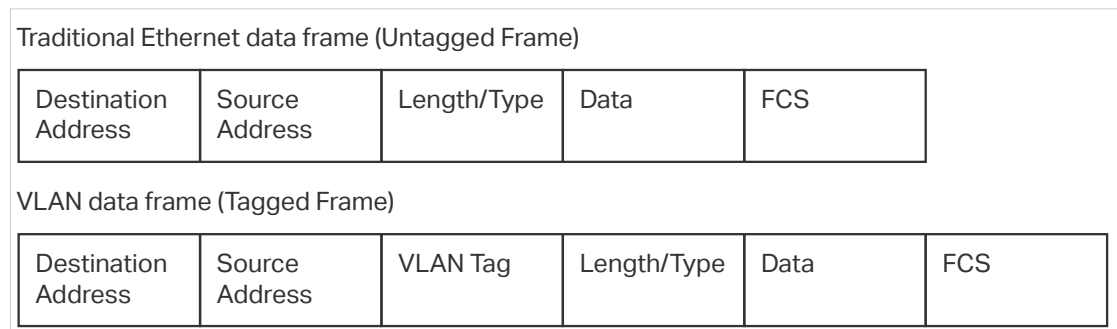 Traditional Ethernet data frame (Untagged Frame)
Destination Address
Source Address
Length/Type
Data
FCS
VLAN data frame (Tagged Frame)
Destination Address
Source Address
VLAN Tag
Length/Type
Data
FCS